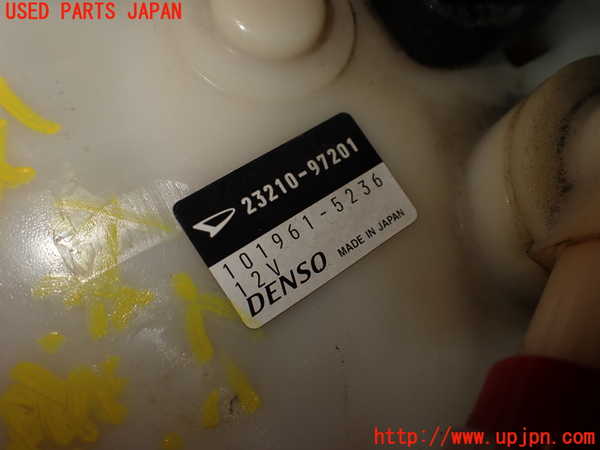 USED PARTS JAPAN
23210-97201
101961-5236
12V
DENSO MADE IN JAPAN
http://www.upjpn.com/